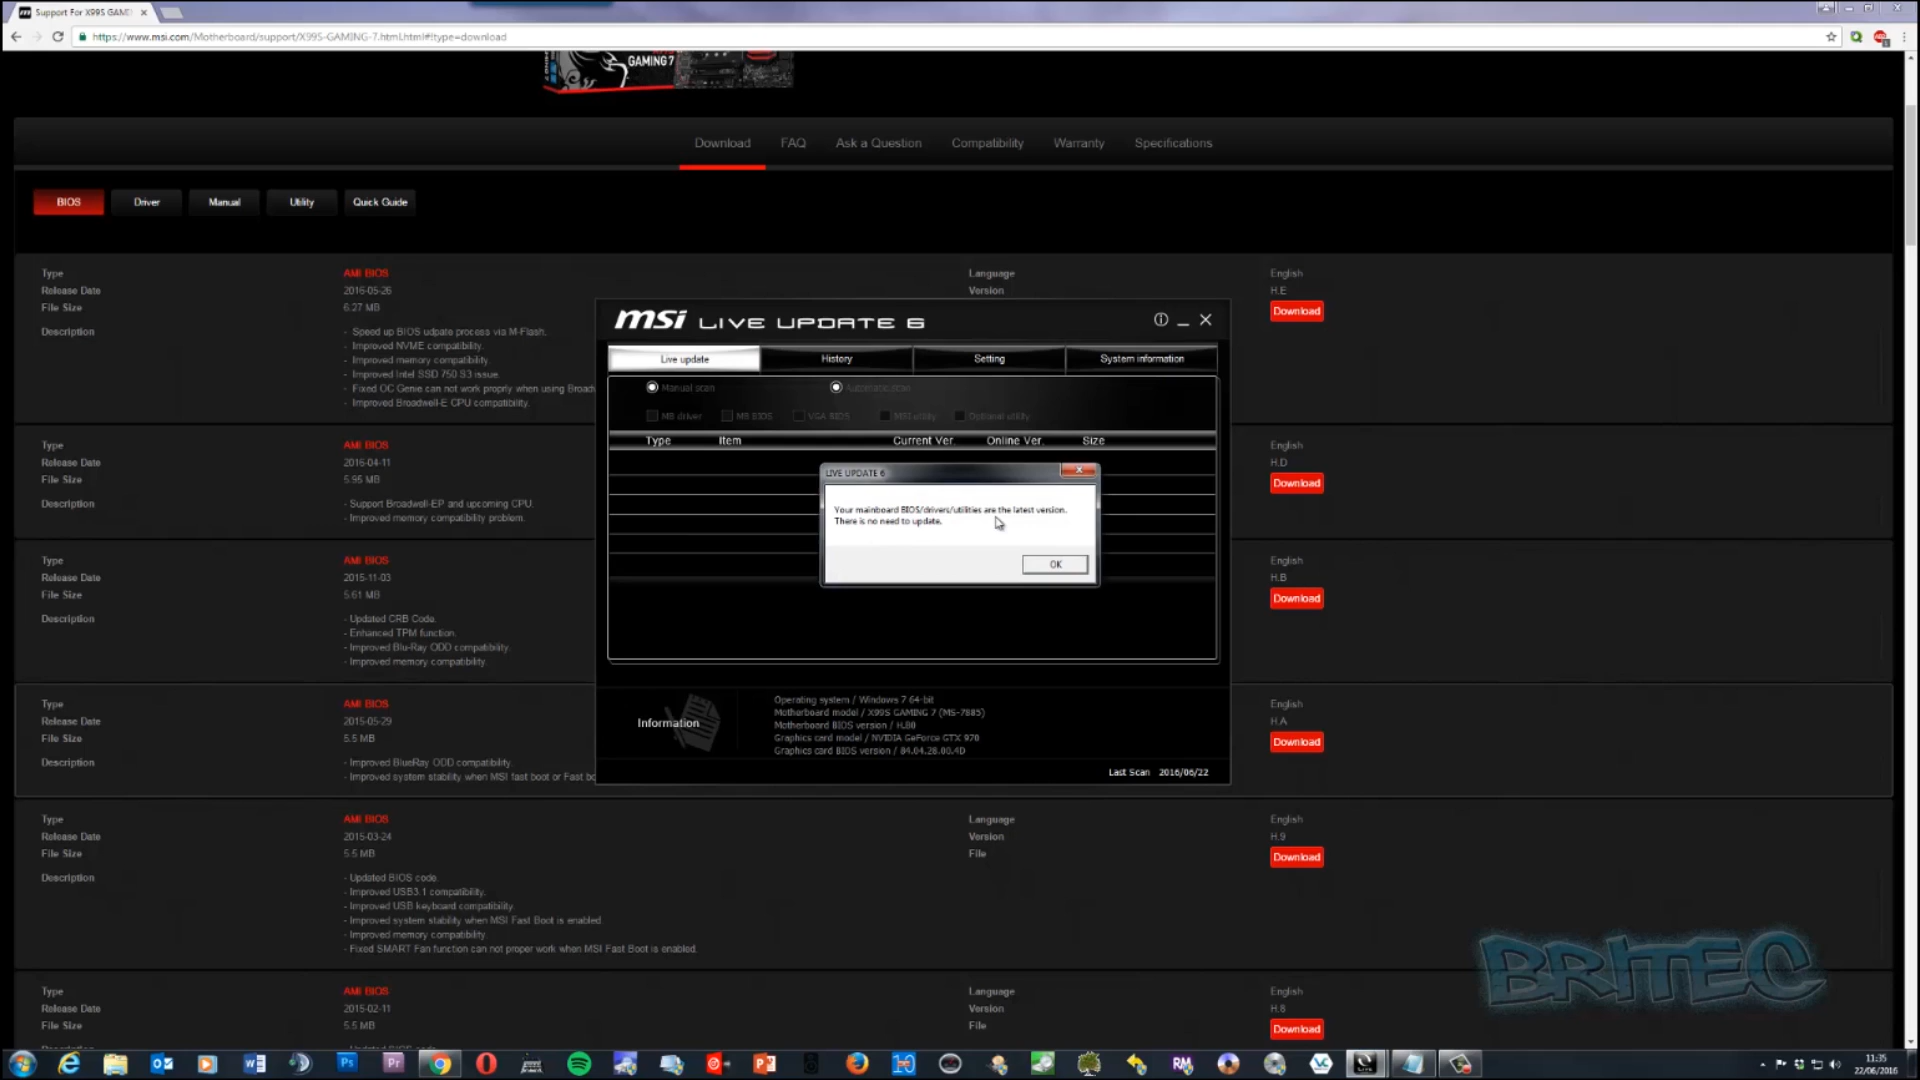 Support For X99S GAMI
https://www.msi.com/Motherboard/support/X99S-GAMING-7.html.html#!type=download
GAMING 7
Download FAQ Ask a Question Compatibility Warranty Specifications
BIOS Driver Manual Utility Quick Guide
Type AMI BIOS Language English
Release Date 2016-05-26 Version H.E
File Size 6.27 MB Download
Description - Speed up BIOS udpate process via M-Flash.
- Improved NVME compatibility.
- Improved memory compatibility.
- Improved Intel SSD 750 S3 issue.
- Fixed OC Genie can not work proprly when using Broad
- Improved Broadwell-E CPU compatibility.
Type AMI BIOS English
Release Date 2016-04-11 H.D
File Size 5.95 MB Download
Description - Support Broadwell-EP and upcoming CPU.
- Improved memory compatibility problem.
Type AMI BIOS English
Release Date 2015-11-03 H.B
File Size 5.61 MB Download
Description - Updated CRB Code.
- Enhanced TPM function.
- Improved Blu-Ray ODD compatibility.
- Improved memory compatibility.
Type AMI BIOS English
Release Date 2015-05-29 H.A
File Size 5.5 MB Download
Description - Improved BlueRay ODD compatibility.
- Improved system stability when MSI fast boot or Fast bo
Type AMI BIOS Language English
Release Date 2015-03-24 Version H.9
File Size 5.5 MB File Download
Description - Updated BIOS code.
- Improved USB3.1 compatibility.
- Improved USB keyboard compatibility.
- Improved system stability when MSI Fast Boot is enabled.
- Improved memory compatibility.
- Fixed SMART Fan function can not proper work when MSI Fast Boot is enabled.
Type AMI BIOS Language English
Release Date 2015-02-11 Version H.8
File Size 5.5 MB File Download
msi LIVE UPDATE 6
Live update History Setting System information
Manual scan Automatic scan
MB driver MB BIOS VGA BIOS MSI utility Optional utility
Type Item Current Ver. Online Ver. Size
LIVE UPDATE 6
Your mainboard BIOS/drivers/utilities are the latest version.
There is no need to update.
OK
Information
Operating system / Windows 7 64-bit
Motherboard model / X99S GAMING 7 (MS-7885)
Motherboard BIOS version / H.B0
Graphics card model / NVIDIA GeForce GTX 970
Graphics card BIOS version / 84.04.28.00.4D
Last Scan 2016/06/22
BRITEC
11:35
22/06/2016